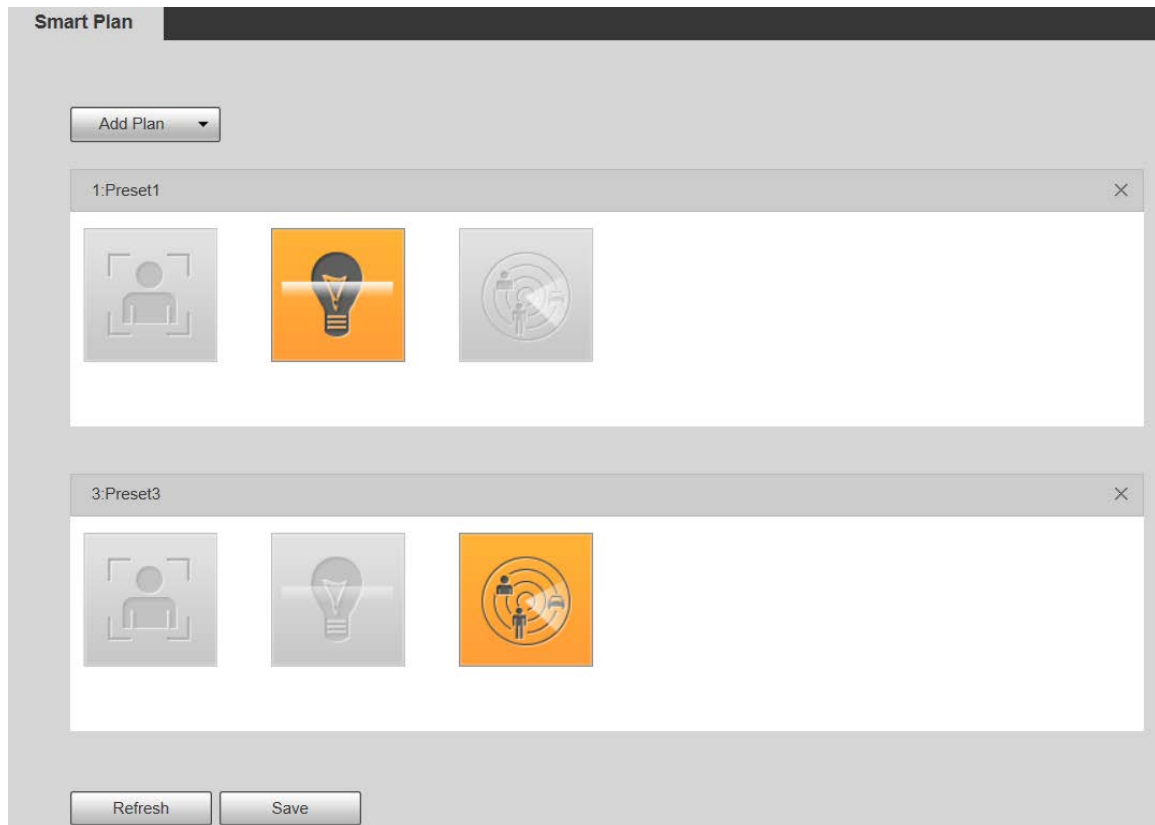 Smart Plan
Add Plan
1:Preset1
3:Preset3
Refresh
Save